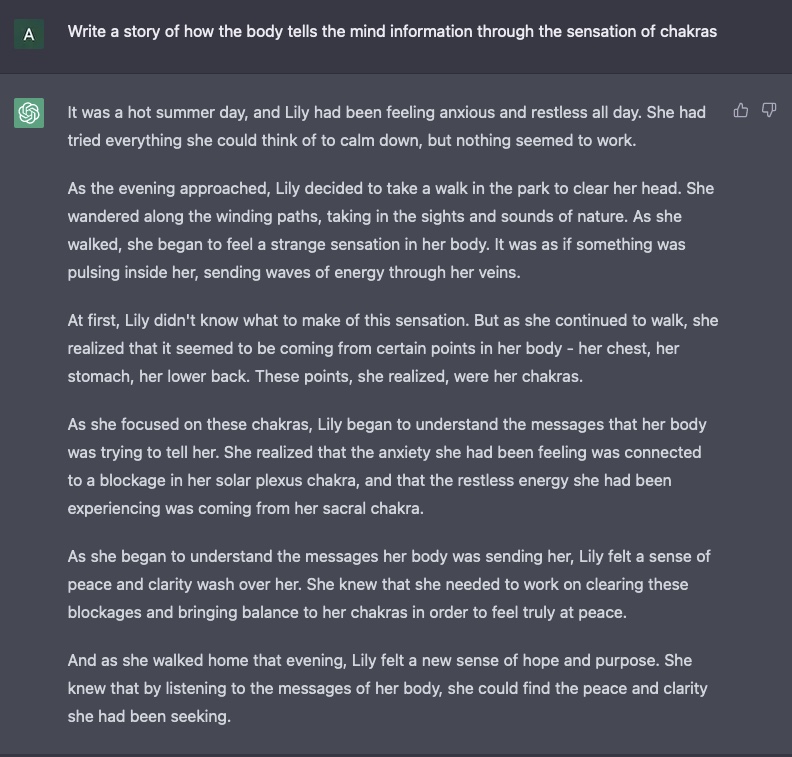 A
Write a story of how the body tells the mind information through the sensation of chakras
It was a hot summer day, and Lily had been feeling anxious and restless all day. She had
tried everything she could think of to calm down, but nothing seemed to work.
As the evening approached, Lily decided to take a walk in the park to clear her head. She
wandered along the winding paths, taking in the sights and sounds of nature. As she
walked, she began to feel a strange sensation in her body. It was as if something was
pulsing inside her, sending waves of energy through her veins.
At first, Lily didn't know what to make of this sensation. But as she continued to walk, she
realized that it seemed to be coming from certain points in her body - her chest, her
stomach, her lower back. These points, she realized, were her chakras.
As she focused on these chakras, Lily began to understand the messages that her body
was trying to tell her. She realized that the anxiety she had been feeling was connected
to a blockage in her solar plexus chakra, and that the restless energy she had been
experiencing was coming from her sacral chakra.
As she began to understand the messages her body was sending her, Lily felt a sense of
peace and clarity wash over her. She knew that she needed to work on clearing these
blockages and bringing balance to her chakras in order to feel truly at peace.
And as she walked home that evening, Lily felt a new sense of hope and purpose. She
knew that by listening to the messages of her body, she could find the peace and clarity
she had been seeking.